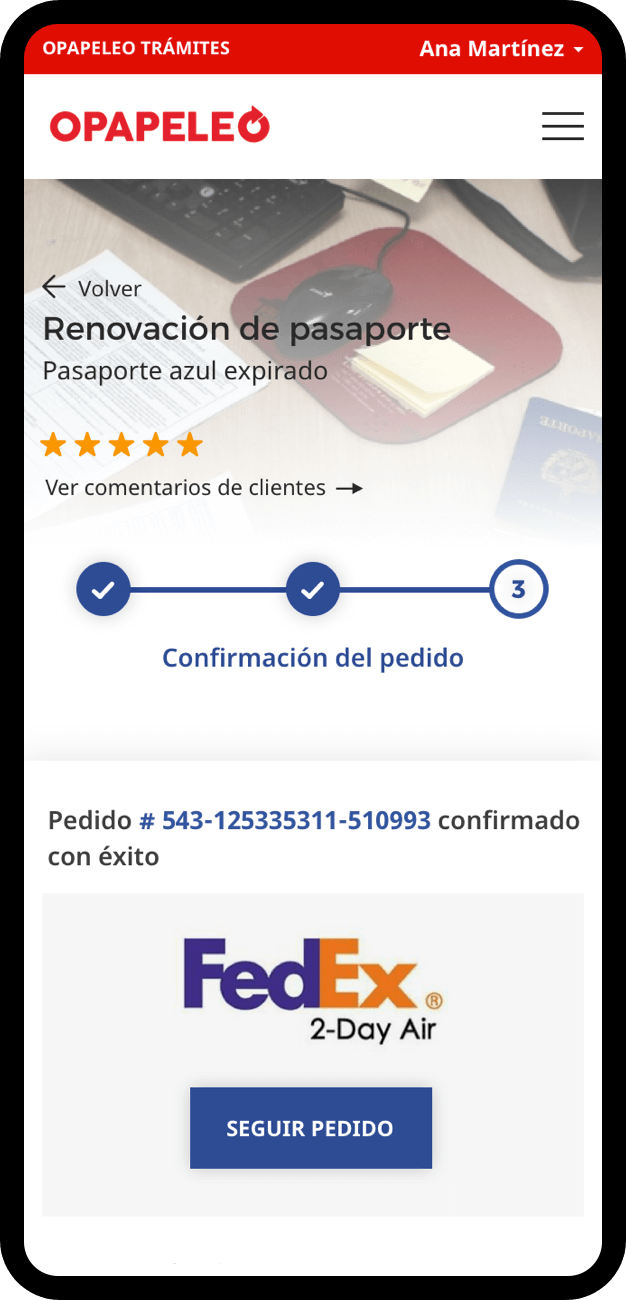 OPAPELEO TRÁMITES
Ana Martínez
OPAPELEO
Volver
Renovación de pasaporte
Pasaporte azul expirado
Ver comentarios de clientes
3
Confirmación del pedido
Pedido # 543-125335311-510993 confirmado
con éxito
FedEx®
2-Day Air
SEGUIR PEDIDO